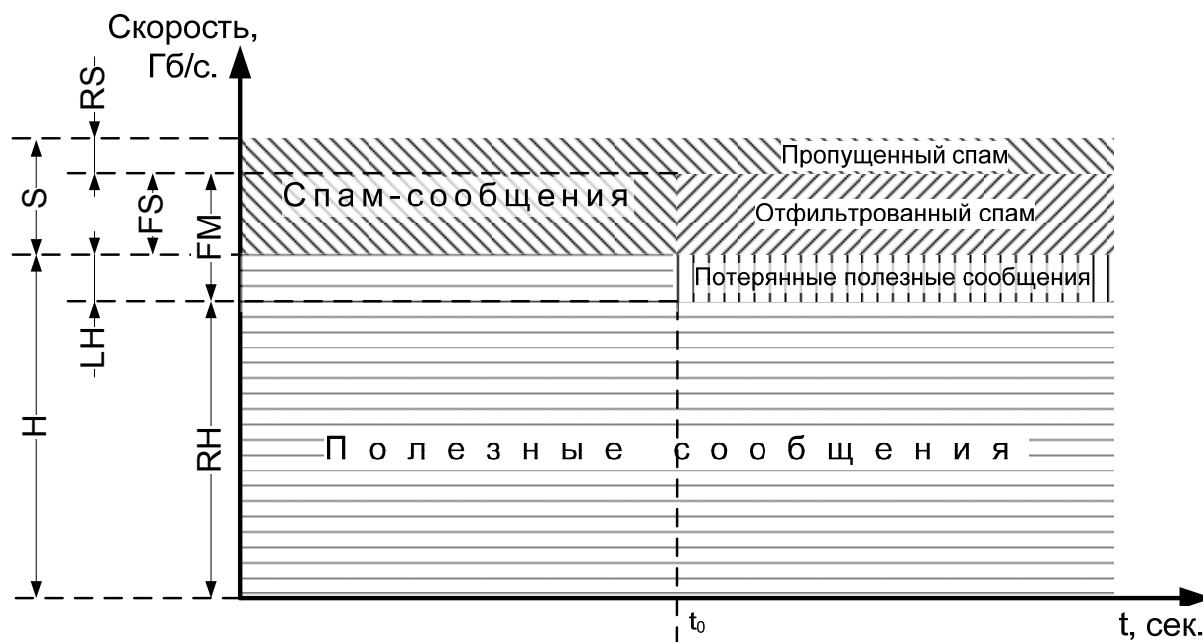 Скорость,
Гб/с.
RS
S
FS
FM
LH
H
RH
Спам-сообщения
Пропущенный спам
Отфильтрованный спам
Потерянные полезные сообщения
Полезные сообщения
t₀
t, сек.